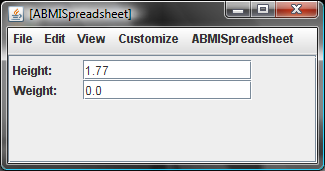 [ABMISpreadsheet]
File Edit View Customize ABMISpreadsheet
Height: 1.77
Weight: 0.0